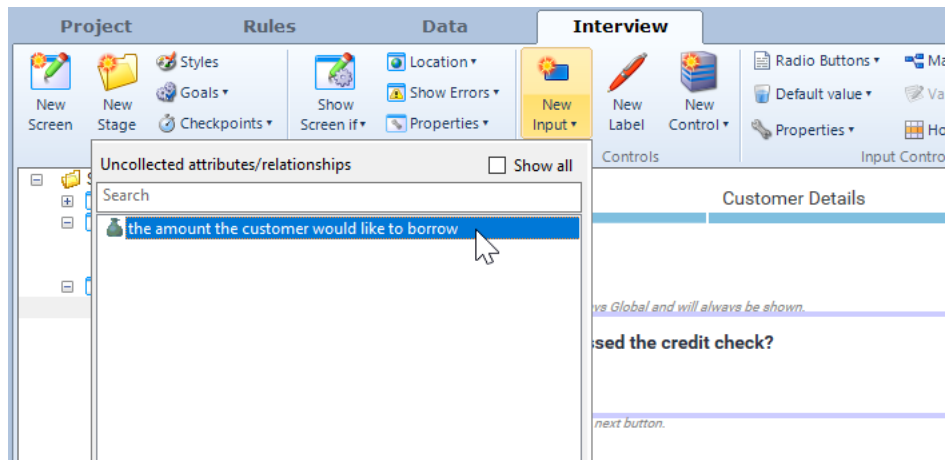 Project Rules Data Interview
Styles
Goals
Checkpoints
Location
Show Errors
Properties
Radio Buttons
Default value
Properties
New Screen
New Stage
Show Screen if
New Input
New Label
New Control
Controls
Uncollected attributes/relationships Show all
Search
the amount the customer would like to borrow
Customer Details
ys Global and will always be shown.
ssed the credit check?
next button.
Input Contro